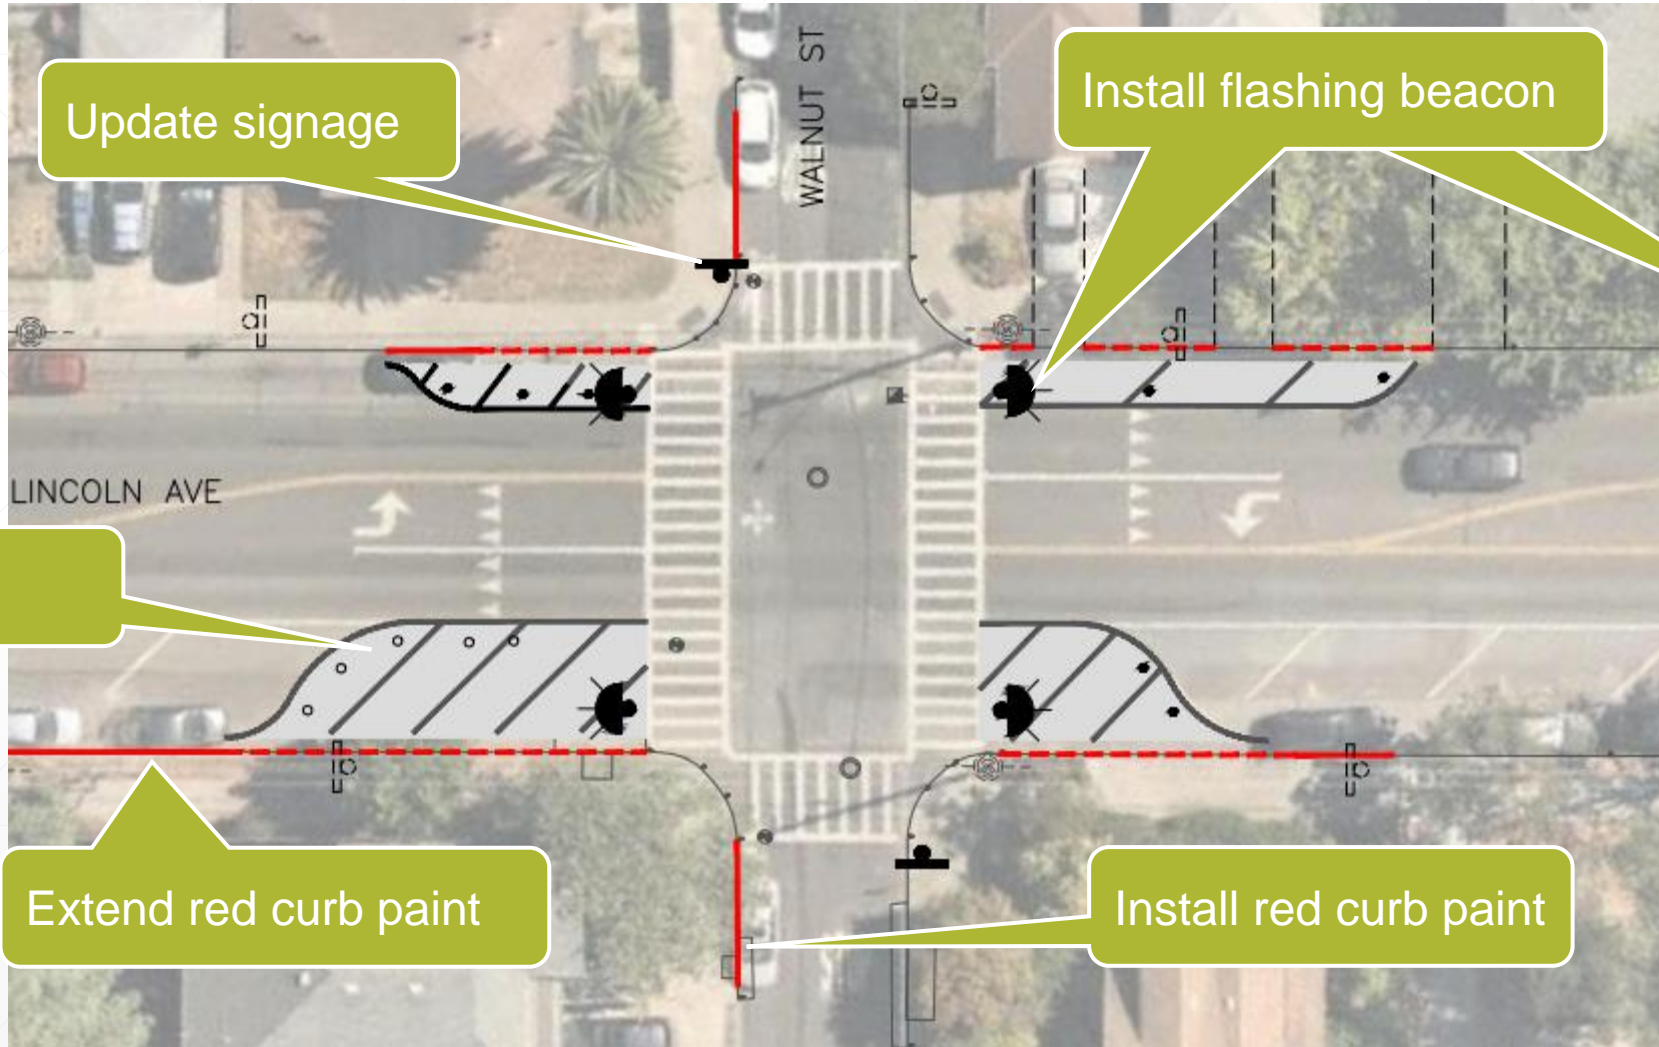 Update signage
WALNUT ST
Install flashing beacon
LINCOLN AVE
Extend red curb paint
Install red curb paint